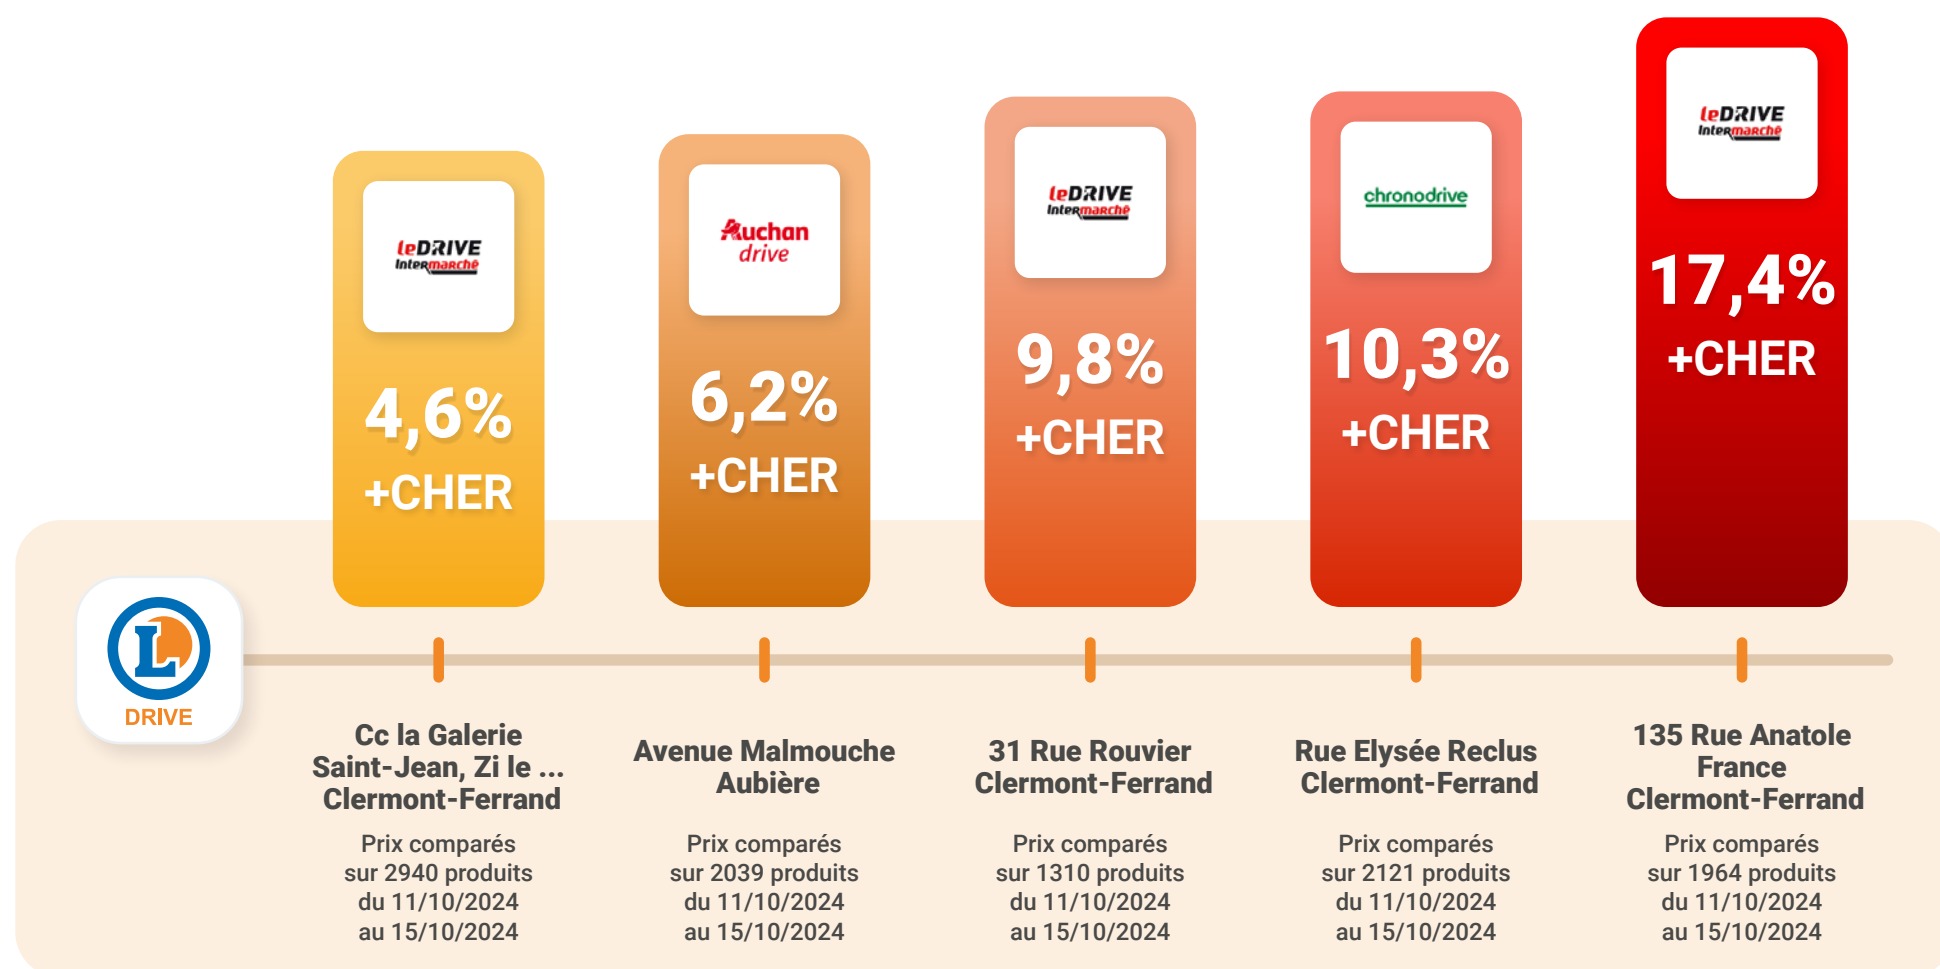 leDRIVE
Intermarché
4,6%
+CHER
Auchan
drive
6,2%
+CHER
leDRIVE
Intermarché
9,8%
+CHER
chronodrive
10,3%
+CHER
leDRIVE
Intermarché
17,4%
+CHER
L
DRIVE
Cc la Galerie
Saint-Jean, Zi le ...
Clermont-Ferrand
Prix comparés
sur 2940 produits
du 11/10/2024
au 15/10/2024
Avenue Malmouche
Aubière
Prix comparés
sur 2039 produits
du 11/10/2024
au 15/10/2024
31 Rue Rouvier
Clermont-Ferrand
Prix comparés
sur 1310 produits
du 11/10/2024
au 15/10/2024
Rue Elysée Reclus
Clermont-Ferrand
Prix comparés
sur 2121 produits
du 11/10/2024
au 15/10/2024
135 Rue Anatole
France
Clermont-Ferrand
Prix comparés
sur 1964 produits
du 11/10/2024
au 15/10/2024